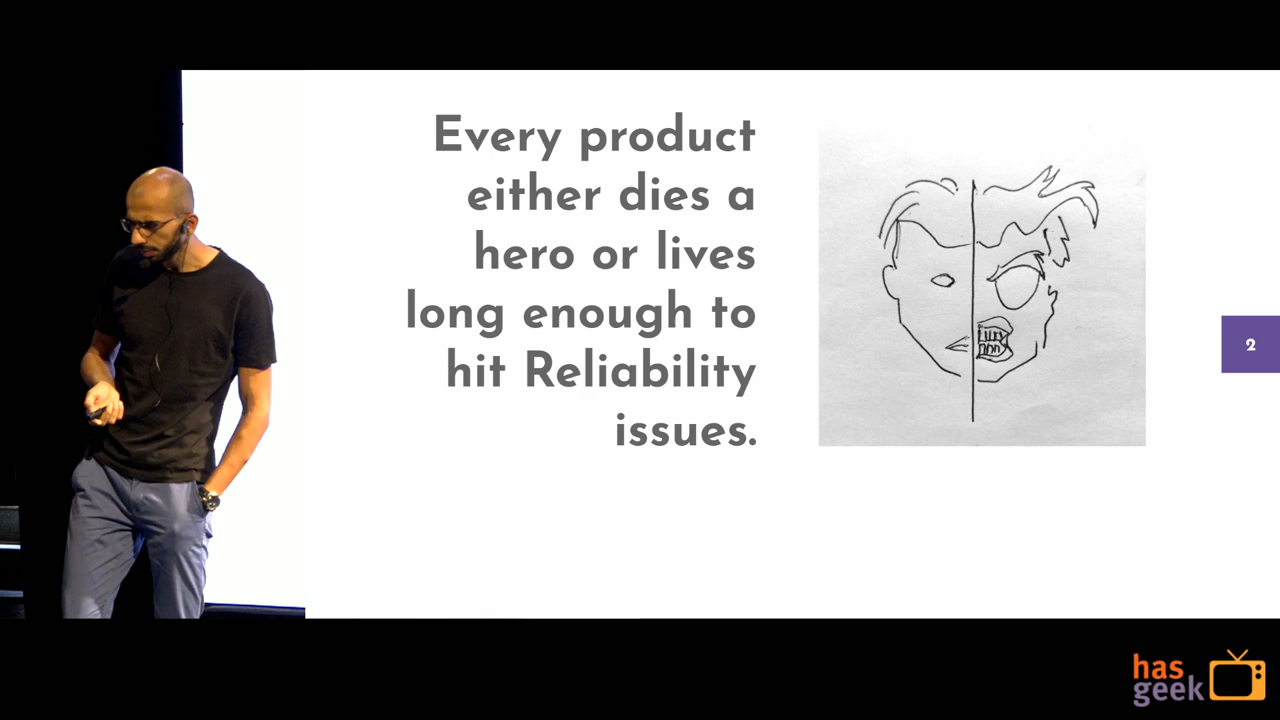 Every product
either dies a
hero or lives
long enough to
hit Reliability
issues.
2
has
geek